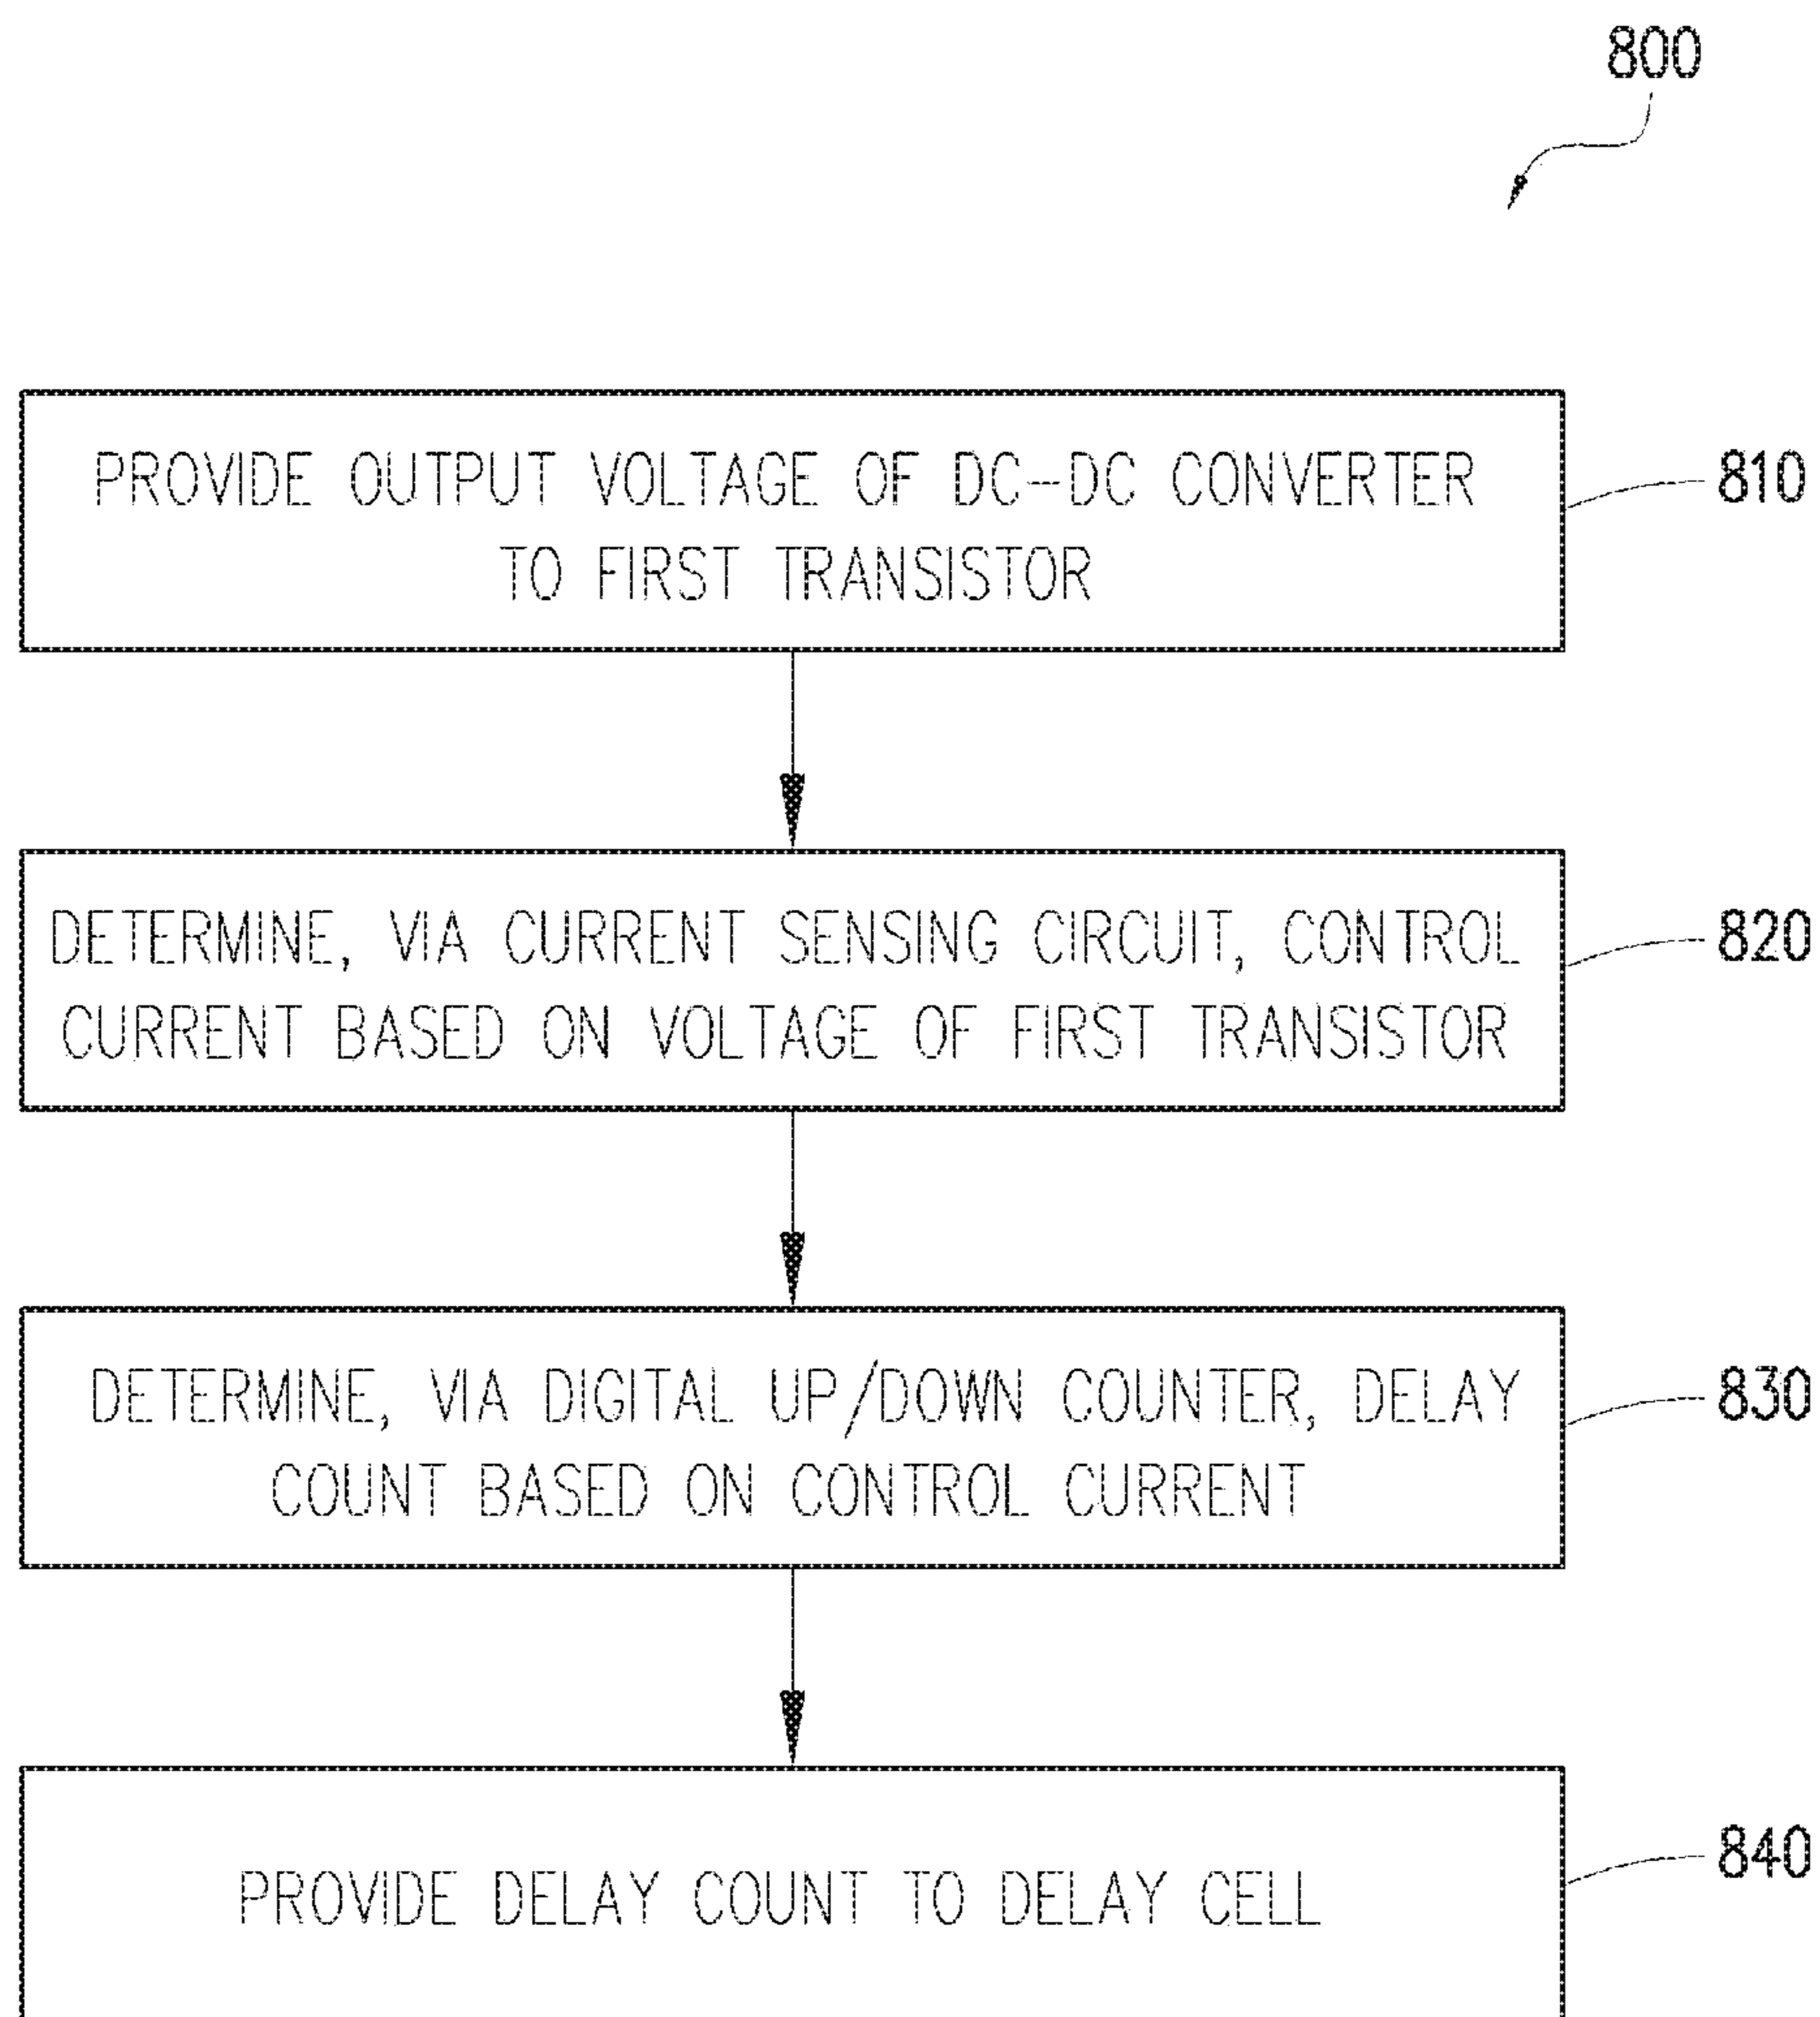 800
PROVIDE OUTPUT VOLTAGE OF DC-DC CONVERTER
TO FIRST TRANSISTOR
810
DETERMINE, VIA CURRENT SENSING CIRCUIT, CONTROL
CURRENT BASED ON VOLTAGE OF FIRST TRANSISTOR
820
DETERMINE, VIA DIGITAL UP/DOWN COUNTER, DELAY
COUNT BASED ON CONTROL CURRENT
830
PROVIDE DELAY COUNT TO DELAY CELL
840